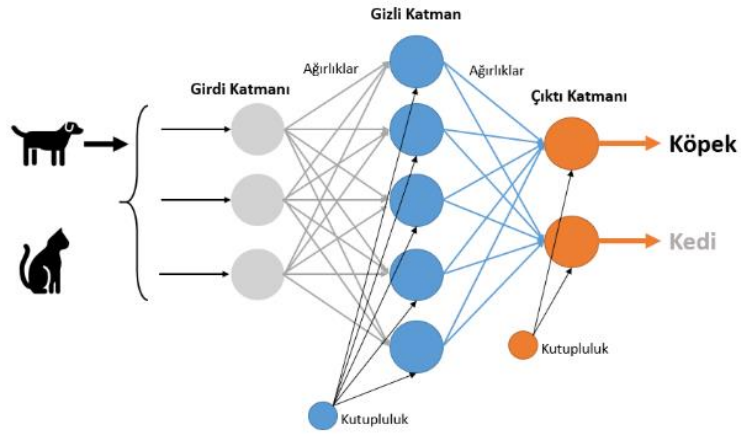 Gizli Katman
Ağırlıklar
Ağırlıklar
Girdi Katmanı
Çıktı Katmanı
Köpek
Kedi
Kutupluluk
Kutupluluk